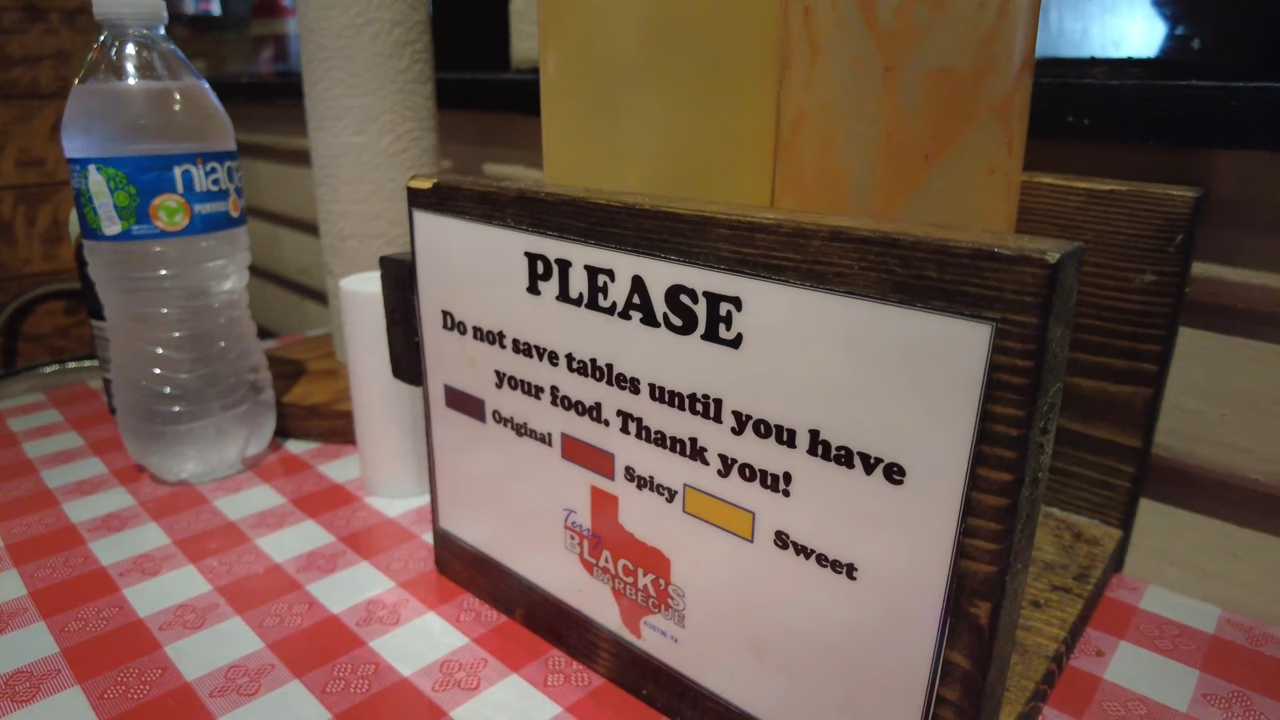 niaga
PLEASE
Do not save tables until you have
your food. Thank you!
Original Spicy Sweet
Terry
BLACK'S
BARBECUE
AUSTIN, TX